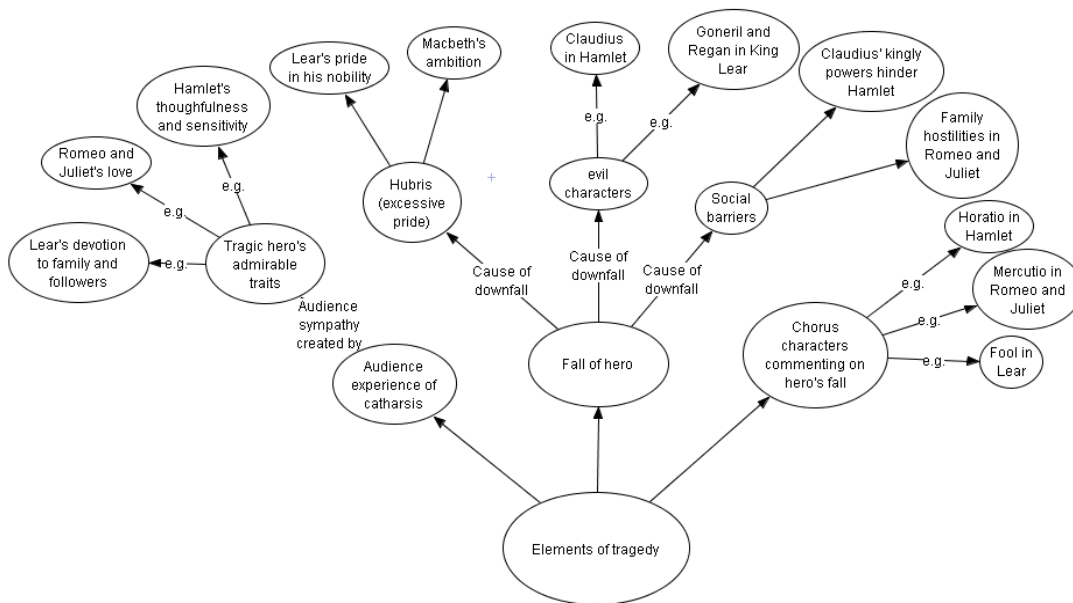 Claudius
in Hamlet
Goneril and
Regan in King
Lear
Macbeth's
ambition
Lear's pride
in his nobility
Claudius'kingly
powers hinder
Hamlet
Hamlet's
thoughtfulness
and sensitivity
Family
hostilities in
Romeo and
Juliet
e.g.
e.g.
Romeo and
Juliet's love
e.g.
e.g.
Hubris
(excessive
pride)
evil
characters
Social
barriers
Horatio in
Hamlet
Lear's devotion
to family and
followers
e.g.
Tragic hero's
admirable
traits
Cause of
downfall
Cause of
downfall
Cause of
downfall
e.g.
Mercutio in
Romeo and
Juliet
e.g.
Audience
sympathy
created by
Audience
experience of
catharsis
Fall of hero
Chorus
characters
commenting on
hero's fall
e.g.
Fool in
Lear
Elements of tragedy